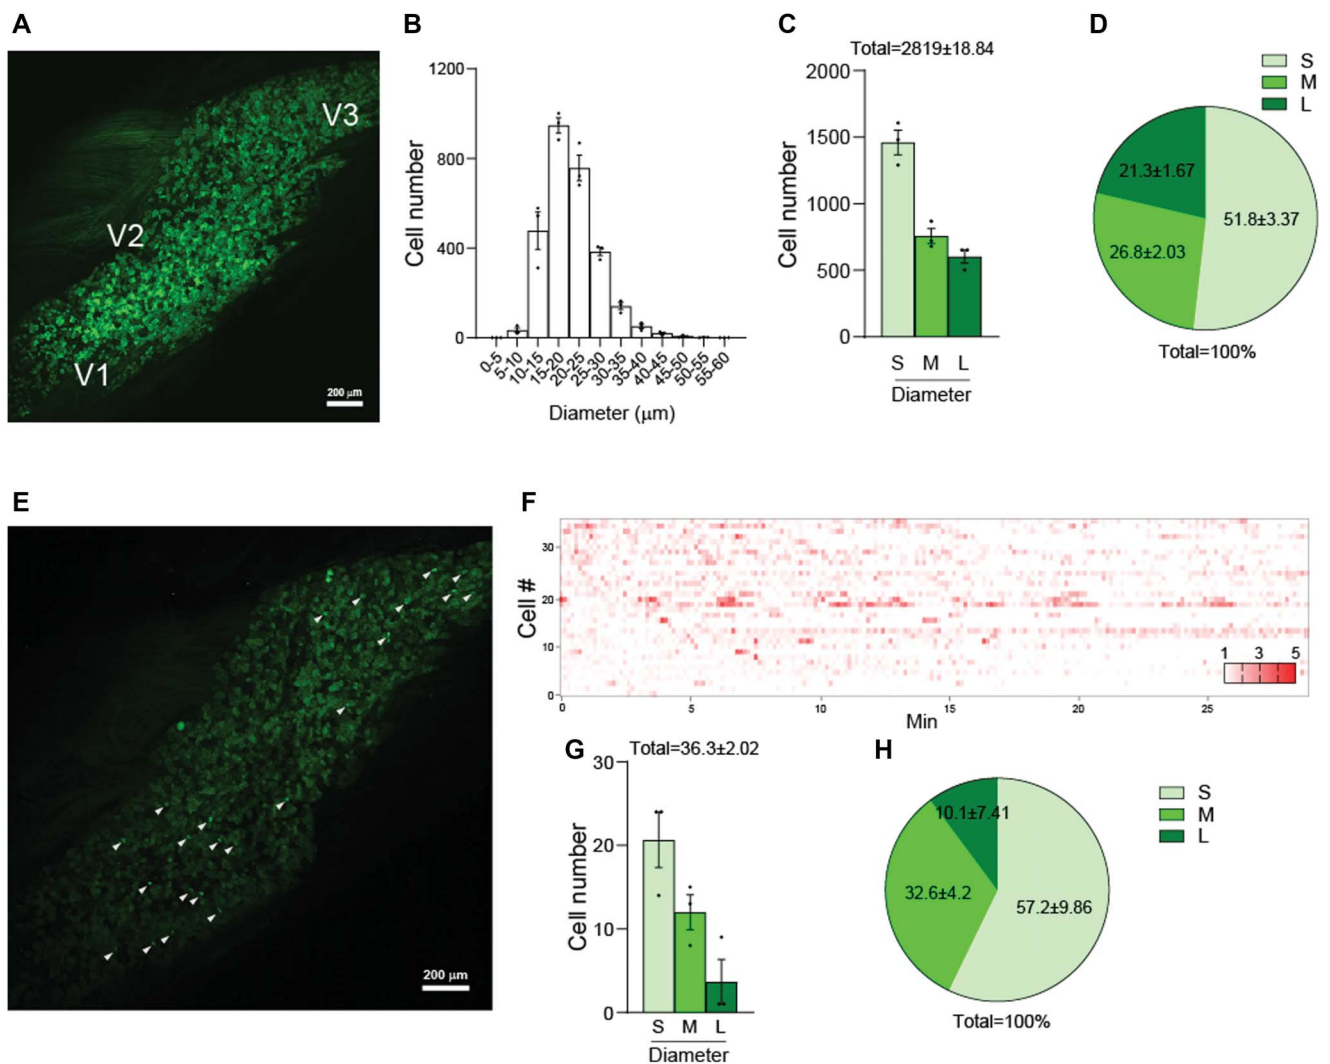 A
V3
V2
V1
200 μm
B
1200
800
400
0
Cell number
0-5
5-10
10-15
15-20
20-25
25-30
30-35
35-40
40-45
45-50
50-55
55-60
Diameter (μm)
C
Total=2819±18.84
2000
1500
1000
500
0
Cell number
S M L
Diameter
D
S
M
L
21.3±1.67
51.8±3.37
26.8±2.03
Total=100%
E
200 μm
F
30
20
10
0
Cell #
1 3 5
0 5 10 15 20 25
Min
G
Total=36.3±2.02
30
20
10
0
Cell number
S M L
Diameter
H
S
M
L
10.1±7.41
32.6±4.2
57.2±9.86
Total=100%